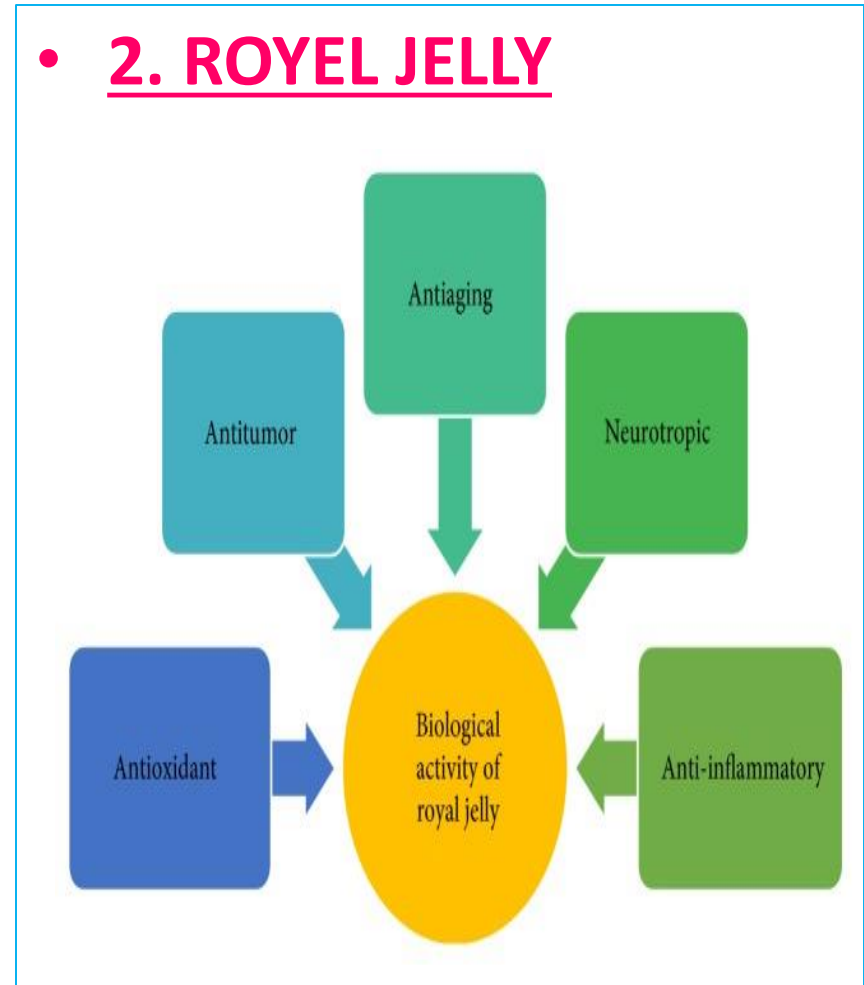 • 2. ROYEL JELLY
Antiaging
Antitumor
Neurotropic
Antioxidant
Biological
activity of
royal jelly
Anti-inflammatory